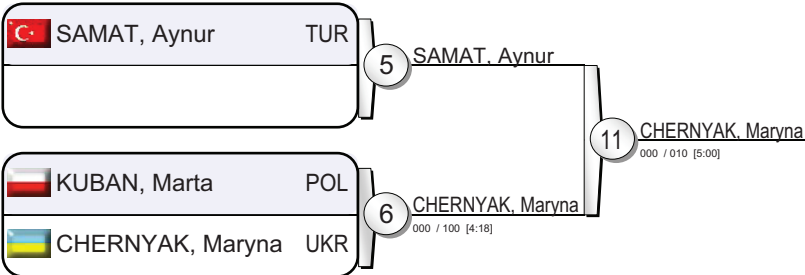 SAMAT, Aynur TUR
5 SAMAT, Aynur
11 CHERNYAK, Maryna
000 / 010 [5:00]
KUBAN, Marta POL
6 CHERNYAK, Maryna
000 / 100 [4:18]
CHERNYAK, Maryna UKR